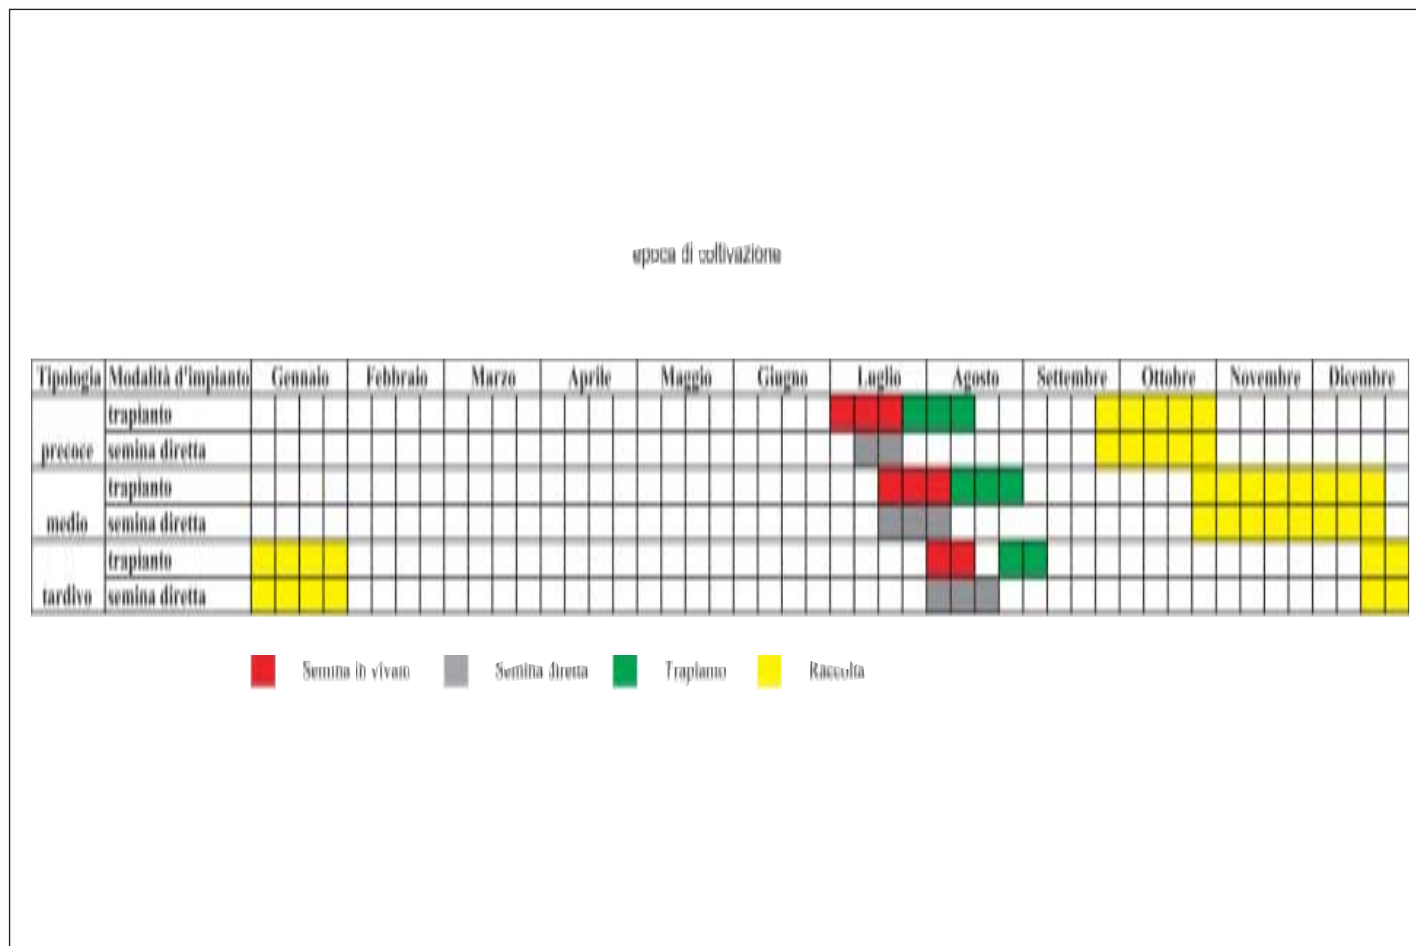 epoca di coltivazione
Tipologia Modalità d'impianto Gennaio Febbraio Marzo Aprile Maggio Giugno Luglio Agosto Settembre Ottobre Novembre Dicembre
trapianto
precoce semina diretta
trapianto
medio semina diretta
trapianto
tardivo semina diretta
Semina in vivaio Semina diretta Trapianto Raccolta